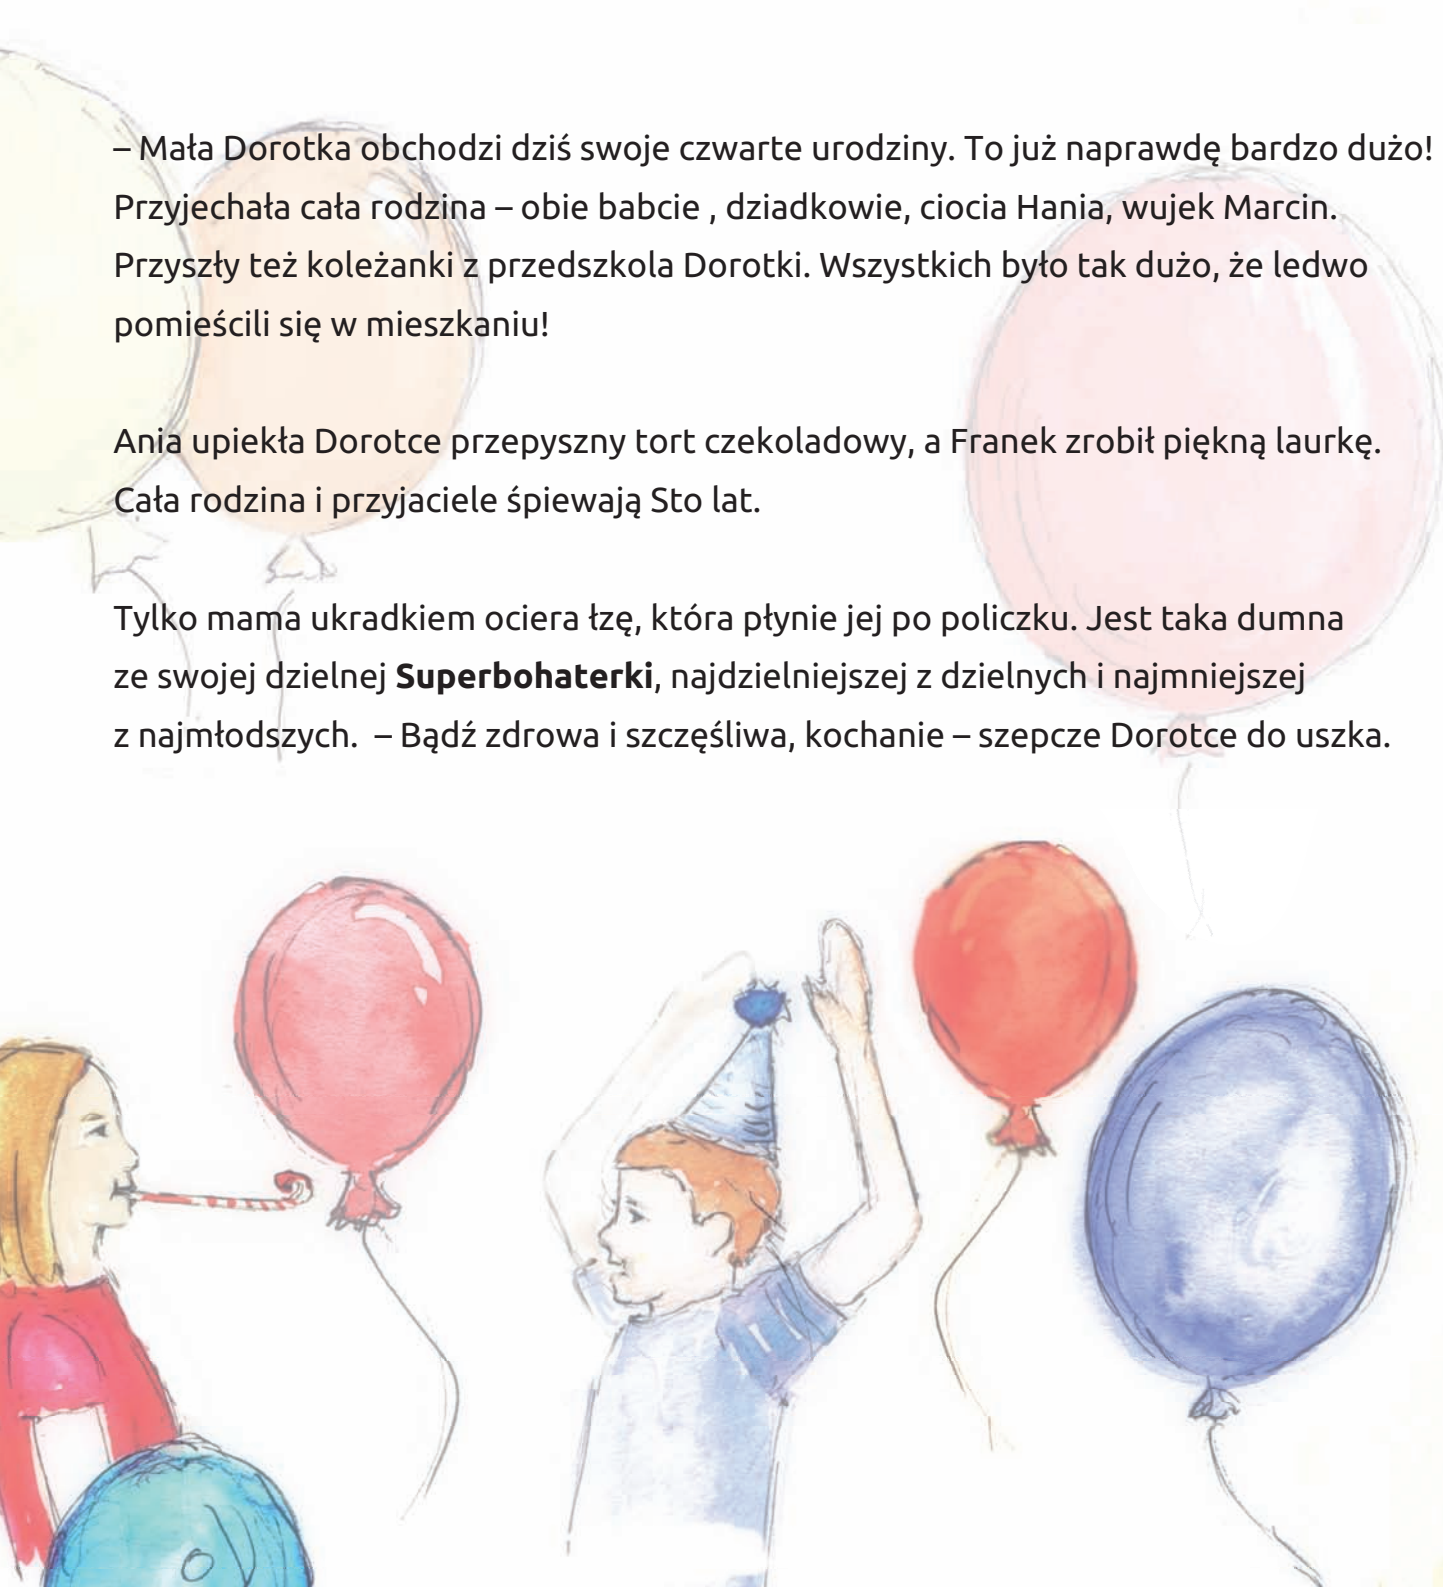 – Mała Dorotka obchodzi dziś swoje czwarte urodziny. To już naprawdę bardzo dużo!
Przyjechała cała rodzina – obie babcie , dziadkowie, ciocia Hania, wujek Marcin.
Przyszły też koleżanki z przedszkola Dorotki. Wszystkich było tak dużo, że ledwo
pomieścili się w mieszkaniu!
Ania upiekła Dorotce przepyszny tort czekoladowy, a Franek zrobił piękną laurkę.
Cała rodzina i przyjaciele śpiewają Sto lat.
Tylko mama ukradkiem ociera łzę, która płynie jej po policzku. Jest taka dumna
ze swojej dzielnej Superbohaterki, najdzielniejszej z dzielnych i najmniejszej
z najmłodszych. – Bądź zdrowa i szczęśliwa, kochanie – szepcze Dorotce do uszka.